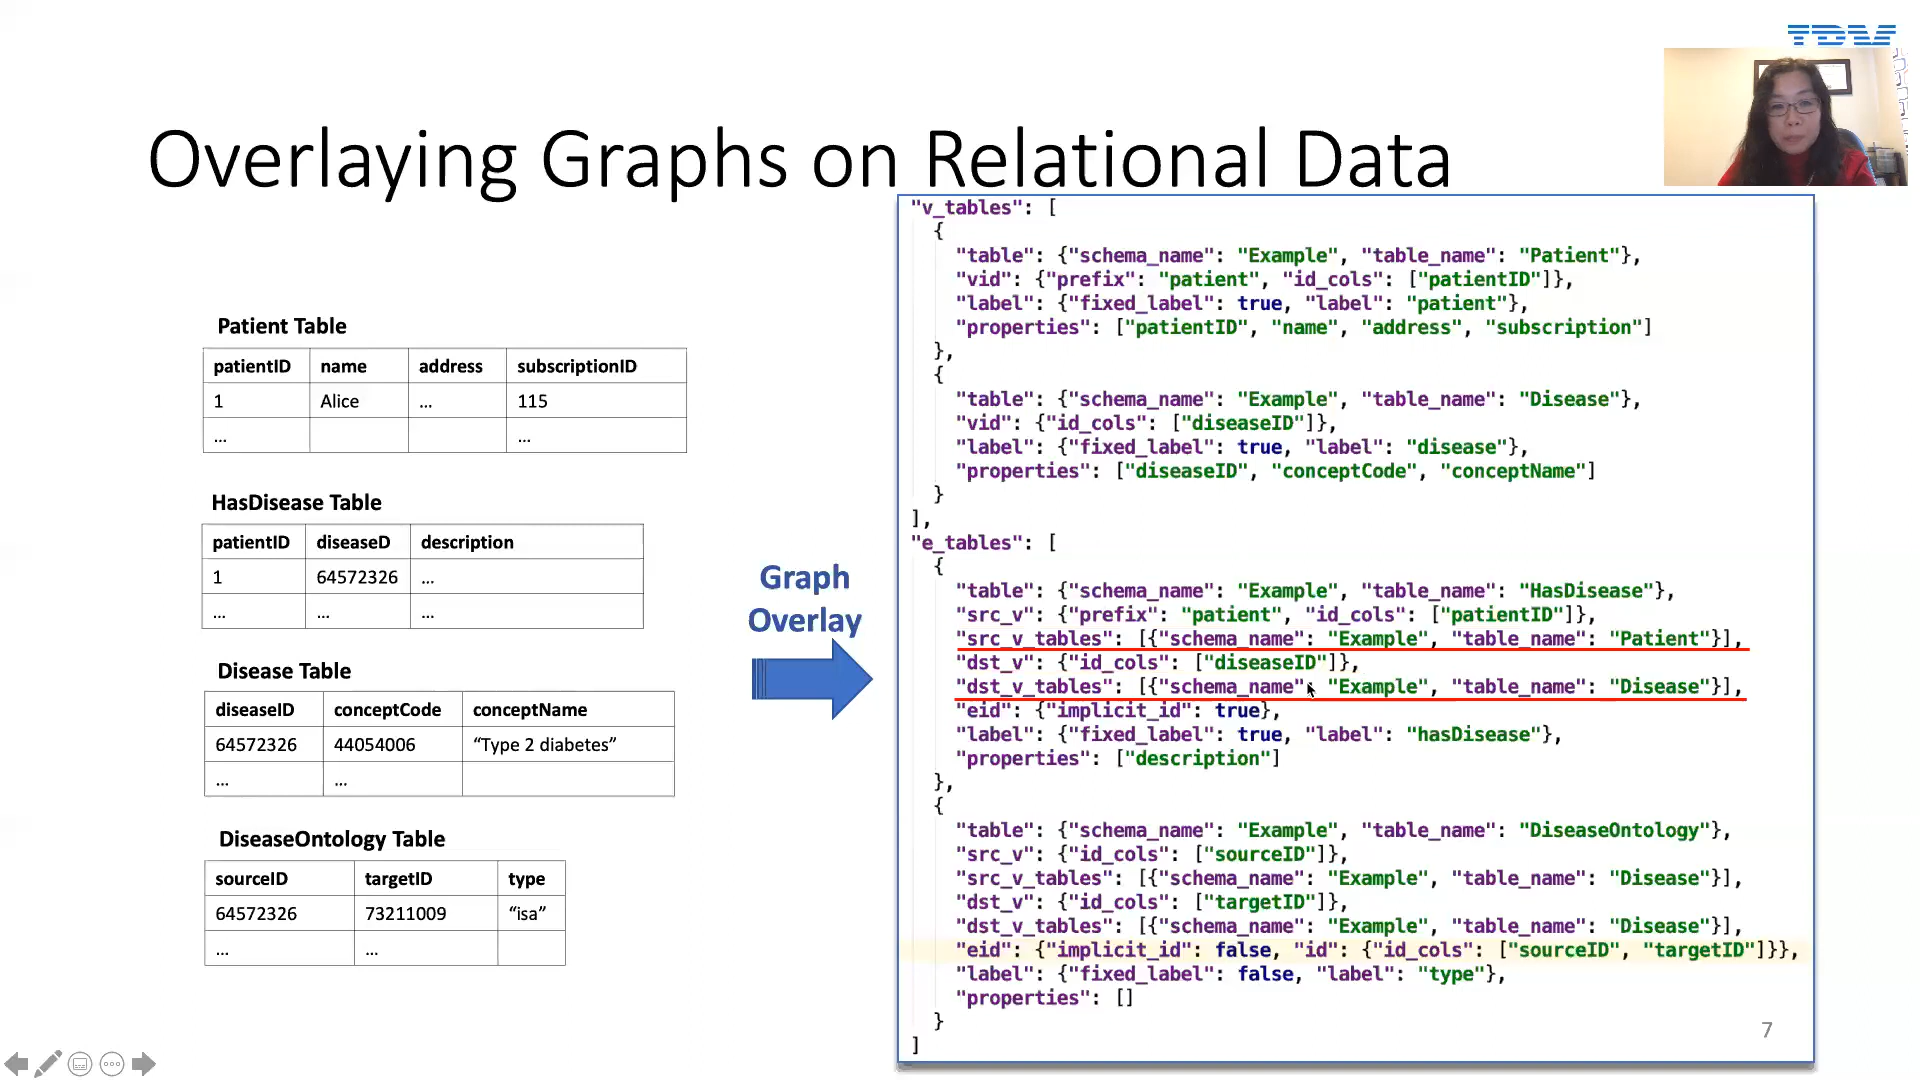 IBM
Overlaying Graphs on Relational Data
Patient Table
patientID name address subscriptionID
1 Alice ... 115
... ...
HasDisease Table
patientID diseaseD description
1 64572326 ...
... ... ...
Disease Table
diseaseID conceptCode conceptName
64572326 44054006 “Type 2 diabetes”
... ...
DiseaseOntology Table
sourceID targetID type
64572326 73211009 “isa”
... ...
Graph
Overlay
"v_tables": [
{
"table": {"schema_name": "Example", "table_name": "Patient"},
"vid": {"prefix": "patient", "id_cols": ["patientID"]},
"label": {"fixed_label": true, "label": "patient"},
"properties": ["patientID", "name", "address", "subscription"]
},
{
"table": {"schema_name": "Example", "table_name": "Disease"},
"vid": {"id_cols": ["diseaseID"]},
"label": {"fixed_label": true, "label": "disease"},
"properties": ["diseaseID", "conceptCode", "conceptName"]
}
],
"e_tables": [
{
"table": {"schema_name": "Example", "table_name": "HasDisease"},
"src_v": {"prefix": "patient", "id_cols": ["patientID"]},
"src_v_tables": [{"schema_name": "Example", "table_name": "Patient"}],
"dst_v": {"id_cols": ["diseaseID"]},
"dst_v_tables": [{"schema_name": "Example", "table_name": "Disease"}],
"eid": {"implicit_id": true},
"label": {"fixed_label": true, "label": "hasDisease"},
"properties": ["description"]
},
{
"table": {"schema_name": "Example", "table_name": "DiseaseOntology"},
"src_v": {"id_cols": ["sourceID"]},
"src_v_tables": [{"schema_name": "Example", "table_name": "Disease"}],
"dst_v": {"id_cols": ["targetID"]},
"dst_v_tables": [{"schema_name": "Example", "table_name": "Disease"}],
"eid": {"implicit_id": false, "id": {"id_cols": ["sourceID", "targetID"]}},
"label": {"fixed_label": false, "label": "type"},
"properties": []
}
]
7